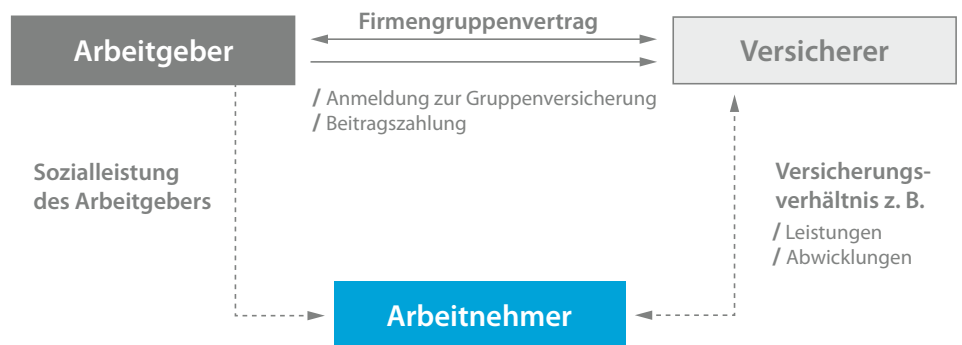 Firmengruppenvertrag
Arbeitgeber
Versicherer
/ Anmeldung zur Gruppenversicherung
/ Beitragszahlung
Sozialleistung
des Arbeitgebers
Versicherungs-
verhältnis z. B.
/ Leistungen
/ Abwicklungen
Arbeitnehmer